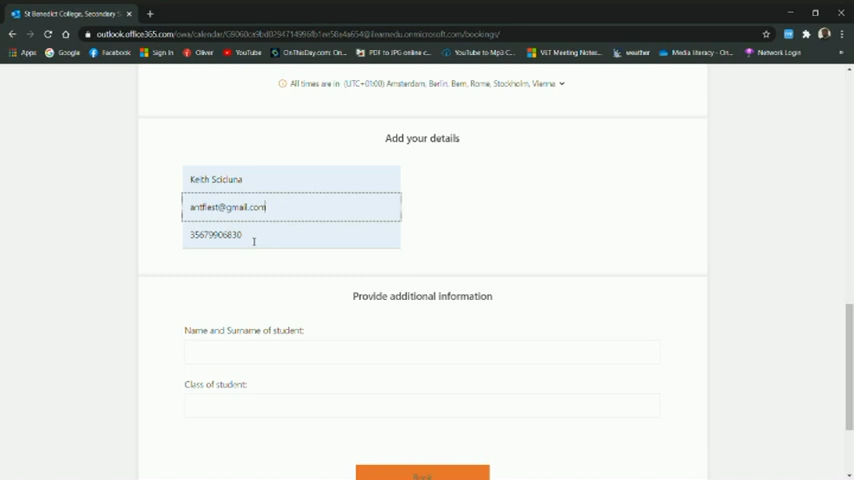 St Benedict College, Secondary S
outlook.office365.com/owa/calendar/
Apps Google Facebook Sign In Oliver YouTube OnThisDay.com: On... PDF to JPG online c... YouTube to Mp3 C... VET Meeting Notes... weather Media literacy - On... Network Login »
All times are in (UTC+01:00) Amsterdam, Berlin, Bern, Rome, Stockholm, Vienna
Add your details
Keith Scicluna
antfiest@gmail.com
35679906830
Provide additional information
Name and Surname of student:
Class of student:
Book